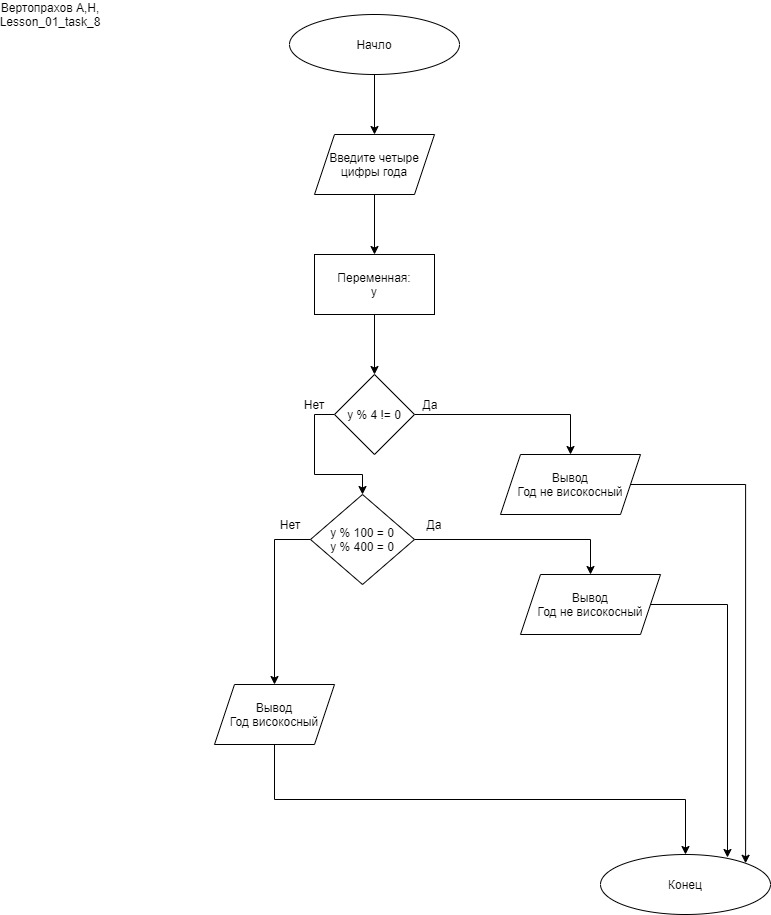 Вертопрахов А,Н,
Lesson_01_task_8
Начло
Введите четыре
цифры года
Переменная:
y
Нет
y % 4 != 0
Да
Вывод
Год не високосный
Нет
y % 100 = 0
y % 400 = 0
Да
Вывод
Год не високосный
Вывод
Год високосный
Конец